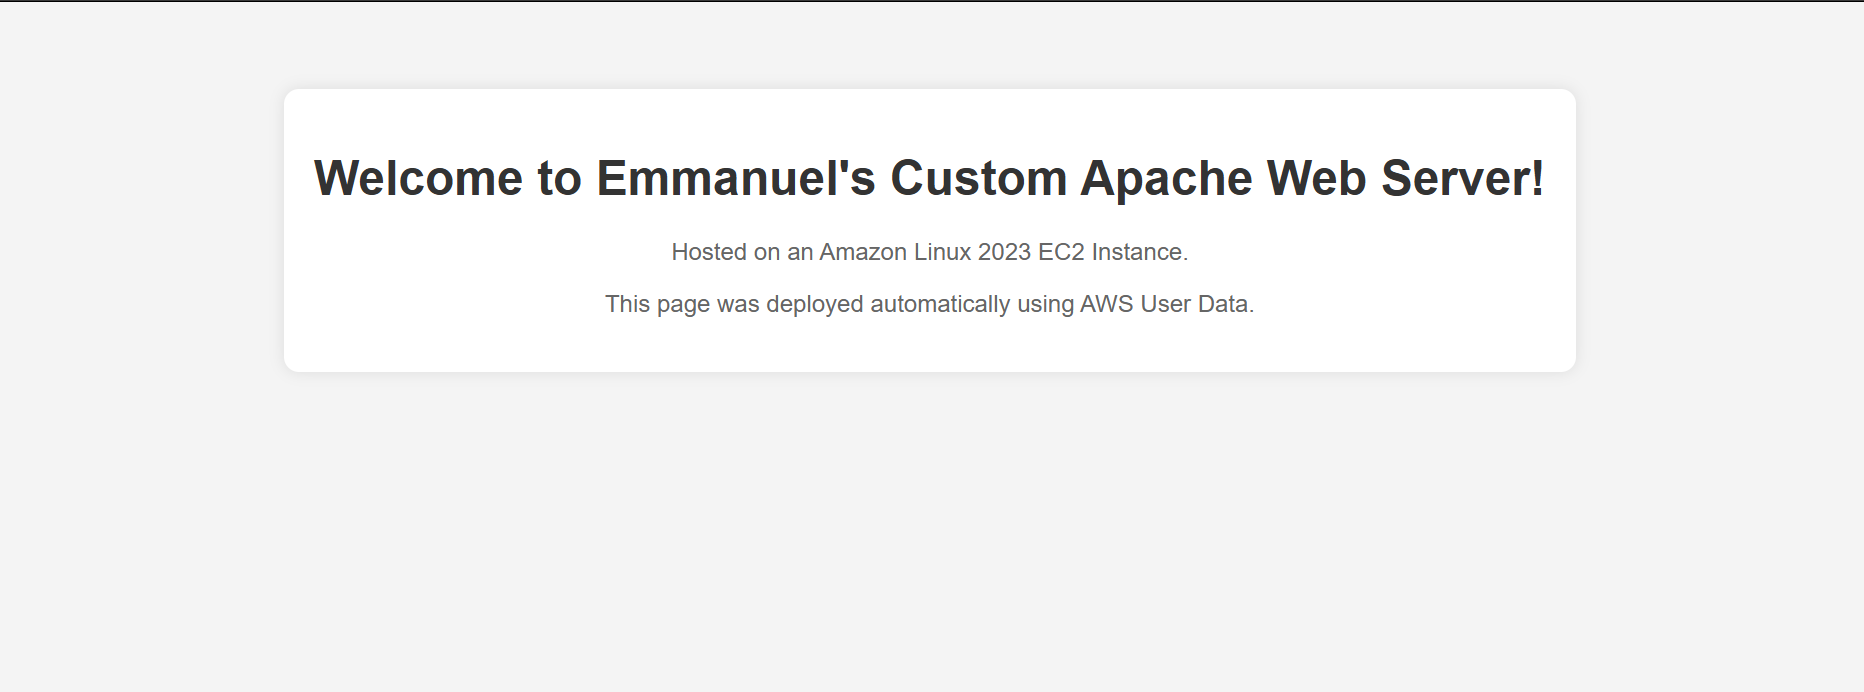 Welcome to Emmanuel's Custom Apache Web Server!
Hosted on an Amazon Linux 2023 EC2 Instance.
This page was deployed automatically using AWS User Data.